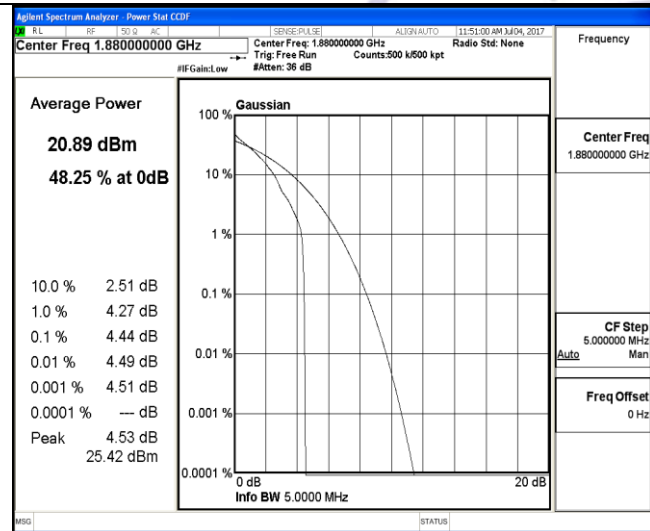 Agilent Spectrum Analyzer - Power Stat CCDF
RL RF 50 Ω AC SENSE:PULSE ALIGN AUTO 11:51:00 AM Jul 04, 2017
Center Freq 1.880000000 GHz
Center Freq: 1.880000000 GHz Radio Std: None
Trig: Free Run Counts:500 k/500 kpt
#IFGain:Low #Atten: 36 dB
Frequency
Average Power
20.89 dBm
48.25 % at 0dB
10.0 % 2.51 dB
1.0 % 4.27 dB
0.1 % 4.44 dB
0.01 % 4.49 dB
0.001 % 4.51 dB
0.0001 % --- dB
Peak 4.53 dB
25.42 dBm
Gaussian
100 %
10 %
1 %
0.1 %
0.01 %
0.001 %
0.0001 %
0 dB 20 dB
Info BW 5.0000 MHz
Center Freq
1.880000000 GHz
CF Step
5.000000 MHz
Auto Man
Freq Offset
0 Hz
MSG STATUS